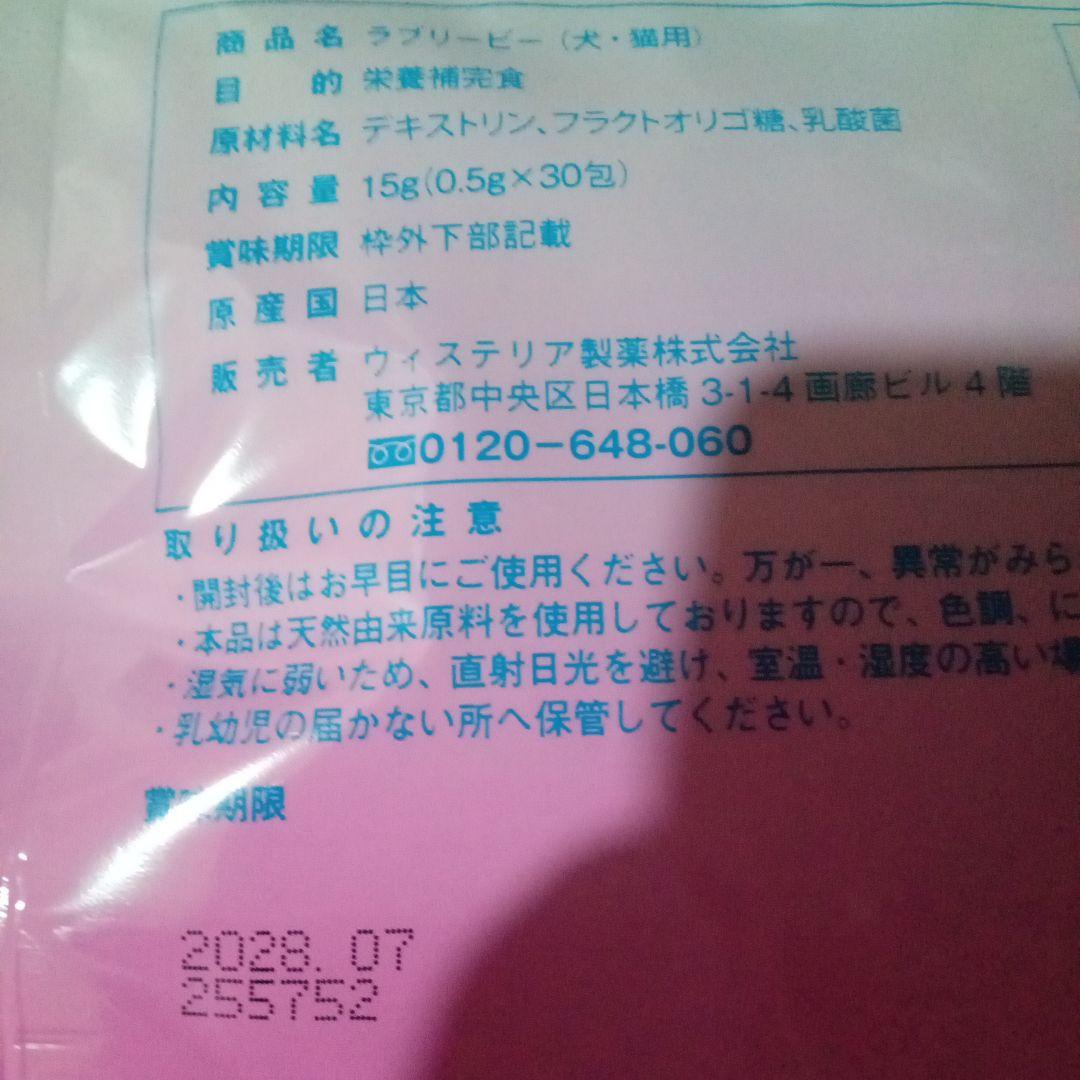 商品名 ラブリービー（犬・猫用）
目的 栄養補完食
原材料名 デキストリン、フラクトオリゴ糖、乳酸菌
内容量 15g(0.5g×30包)
賞味期限 枠外下部記載
原産国 日本
販売者 ウィステリア製薬株式会社
東京都中央区日本橋3-1-4画廊ビル4階
0120-648-060
取り扱いの注意
・開封後はお早目にご使用ください。万が一、異常がみら
・本品は天然由来原料を使用しておりますので、色調、に
・湿気に弱いため、直射日光を避け、室温・湿度の高い場
・乳幼児の届かない所へ保管してください。
賞味期限
2028.07
255752